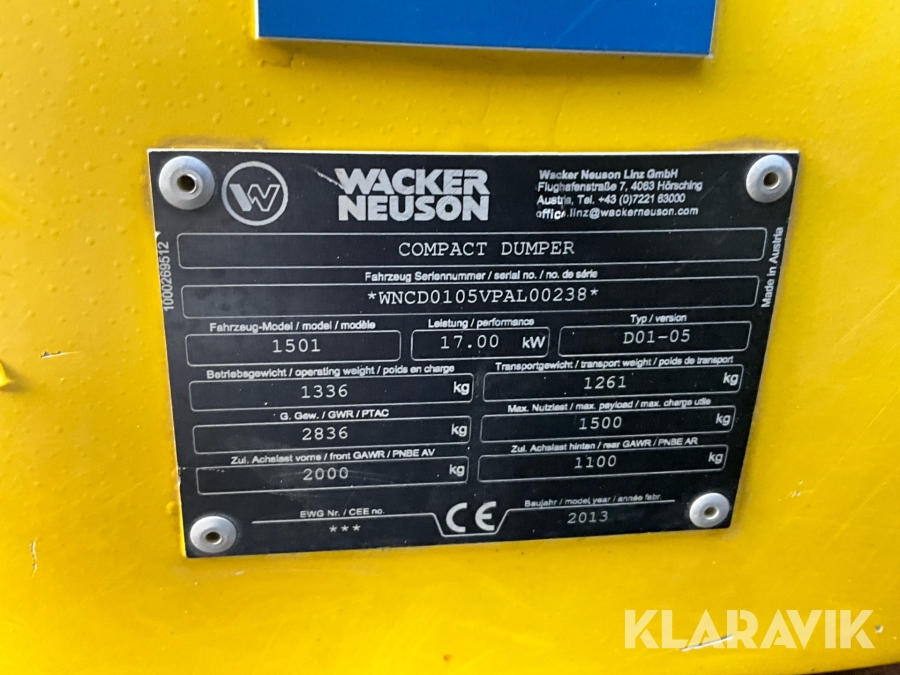 W
WACKER
NEUSON
Wacker Neuson Linz GmbH
Flughafenstraße 7, 4063 Hörsching
Austria, Tel. +43 (0)7221 63000
office.linz@wackerneuson.com
COMPACT DUMPER
Fahrzeug Seriennummer / serial no. / no. de série
*WNCD0105VPAL00238*
Fahrzeug-Model / model / modèle
1501
Leistung / performance
17.00 kW
Typ / version
D01-05
Betriebsgewicht / operating weight / poids en charge
1336 kg
Transportgewicht / transport weight / poids de transport
1261 kg
G. Gew. / GWR / PTAC
2836 kg
Max. Nutzlast / max. payload / max. charge utile
1500 kg
Zul. Achslast vorne / front GAWR / PNBE AV
2000 kg
Zul. Achslast hinten / rear GAWR / PNBE AR
1100 kg
EWG Nr. / CEE no.
***
CE
Baujahr / model year / année fabr.
2013
1000269512
Made in Austria
KLARAVIK